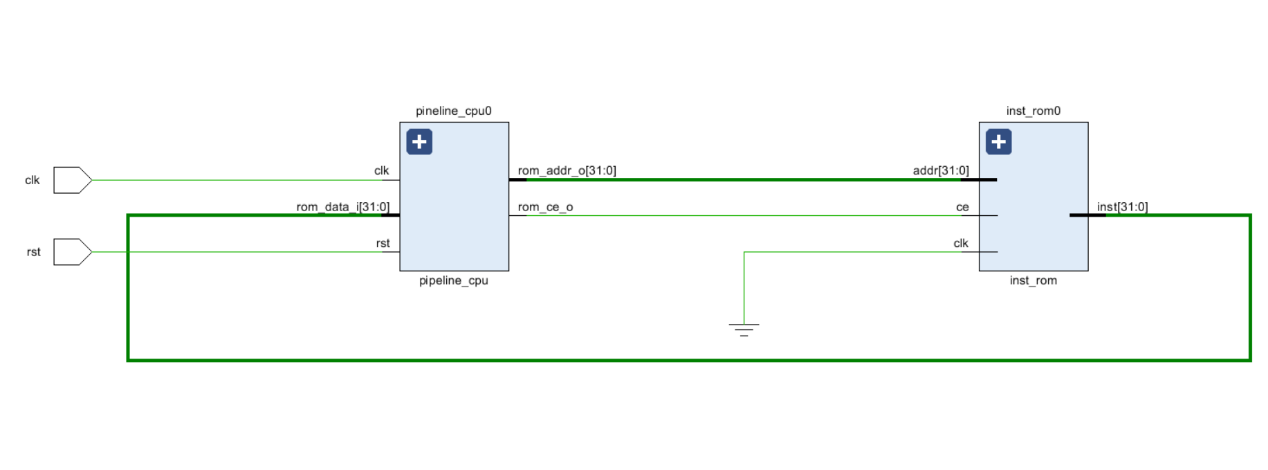 pineline_cpu0
inst_rom0
clk
clk
rom_addr_o[31:0]
addr[31:0]
rom_data_i[31:0]
rom_ce_o
ce
inst[31:0]
rst
rst
clk
pipeline_cpu
inst_rom